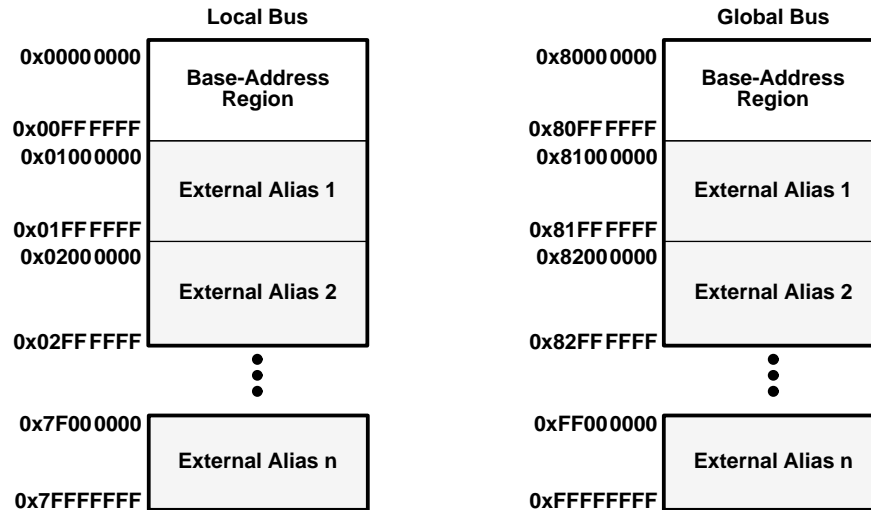 Local Bus
0x0000 0000
Base-Address
Region
0x00FF FFFF
0x0100 0000
External Alias 1
0x01FF FFFF
0x0200 0000
External Alias 2
0x02FF FFFF
0x7F00 0000
External Alias n
0x7FFFFFFF
Global Bus
0x8000 0000
Base-Address
Region
0x80FF FFFF
0x8100 0000
External Alias 1
0x81FF FFFF
0x8200 0000
External Alias 2
0x82FF FFFF
0xFF00 0000
External Alias n
0xFFFFFFFF